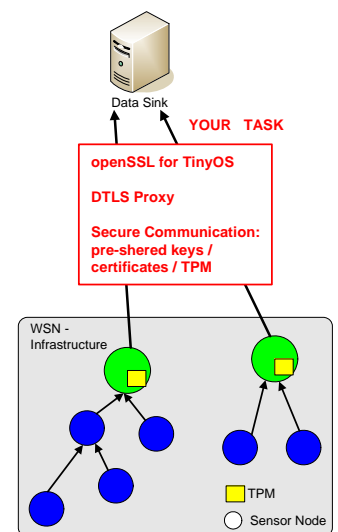 Data Sink
YOUR TASK
openSSL for TinyOS
DTLS Proxy
Secure Communication:
pre-shered keys /
certificates / TPM
WSN -
Infrastructure
TPM
Sensor Node